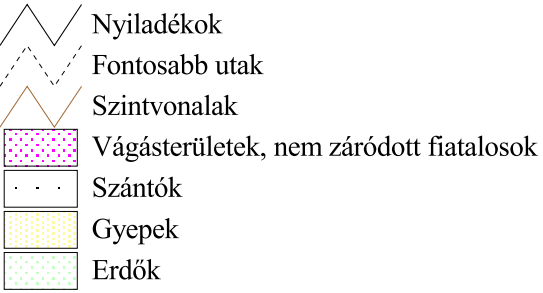 Nyiladékok
Fontosabb utak
Szintvonalak
Vágásterületek, nem záródott fiatalosok
Szántók
Gyepek
Erdők